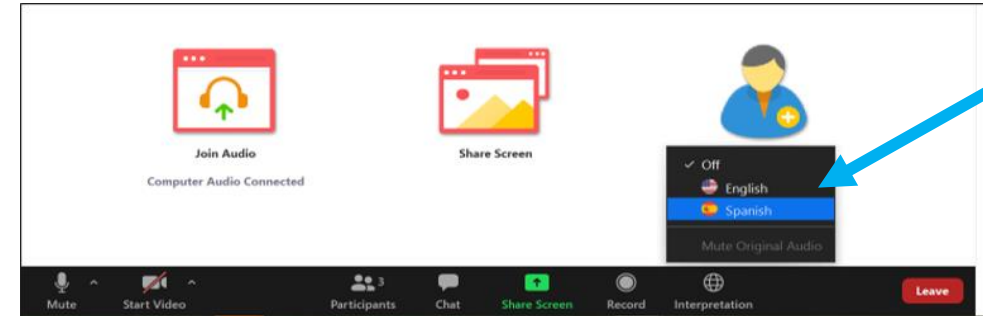 Join Audio
Computer Audio Connected
Share Screen
✓ Off
English
Spanish
Mute Original Audio
Mute
Start Video
3
Participants
Chat
Share Screen
Record
Interpretation
Leave